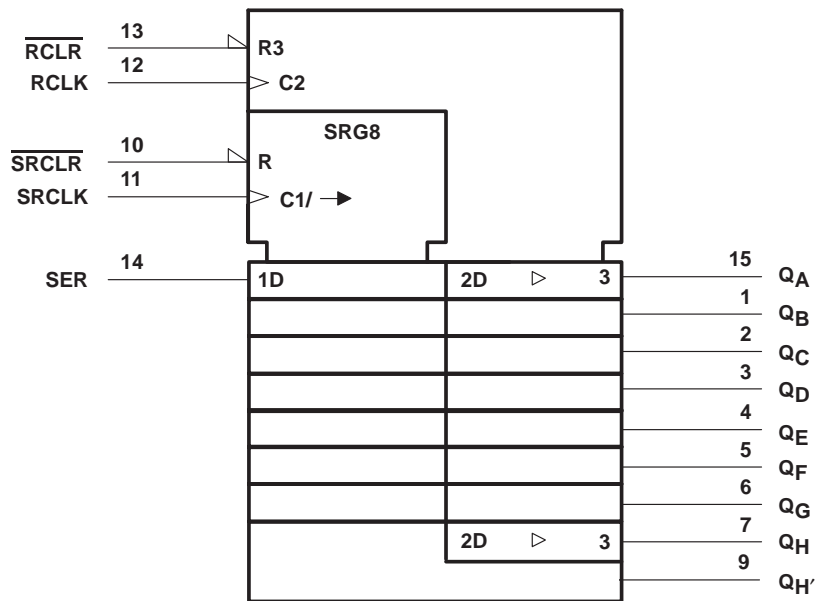 13
RCLR R3
12
RCLK C2
SRG8
10
SRCLR R
11
SRCLK C1/
14 15
SER 1D 2D 3 QA
1
QB
2
QC
3
QD
4
QE
5
QF
6
QG
7
2D 3 QH
9
QH′